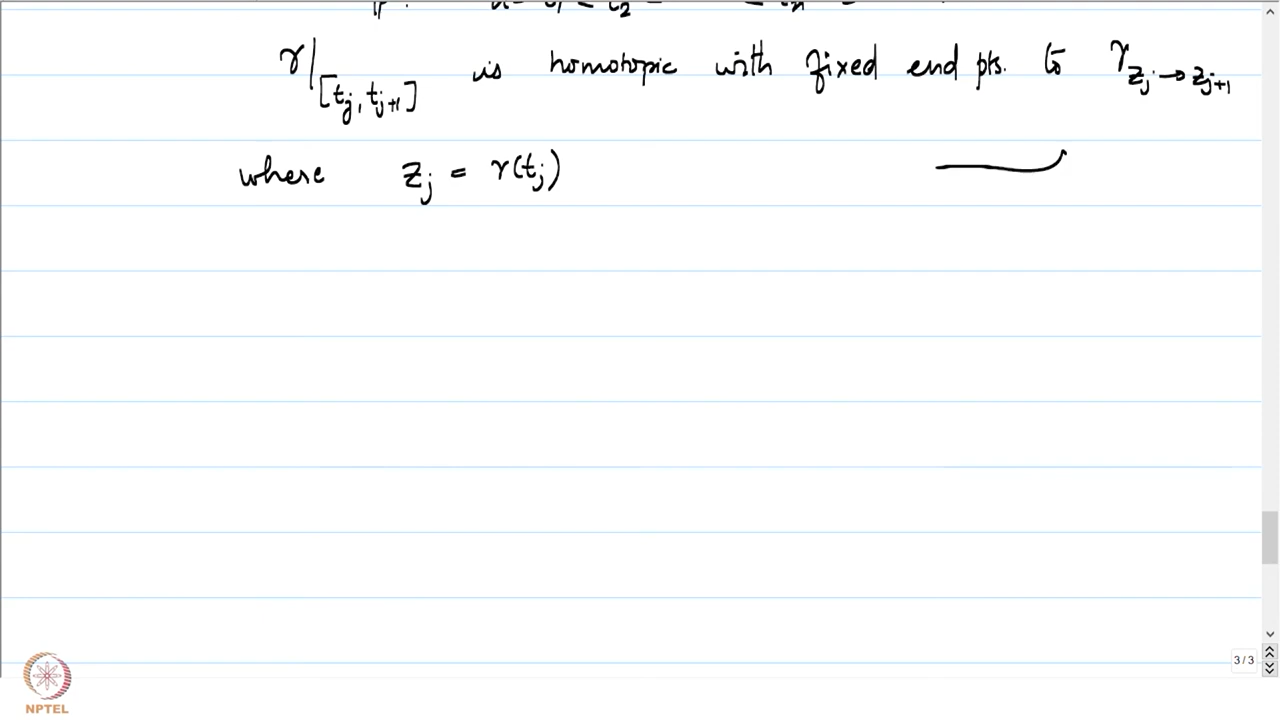 γ|[tj, tj+1] is homotopic with fixed end pts. to γzj→zj+1
where zj = γ(tj)
3 / 3
NPTEL